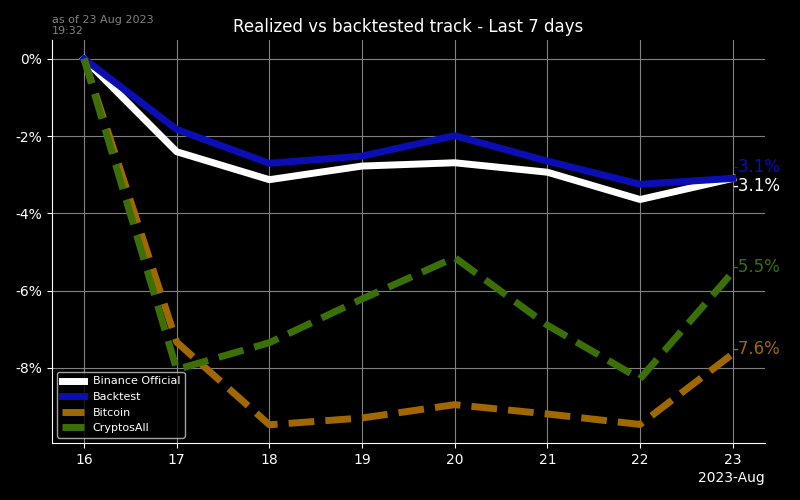 as of 23 Aug 2023
19:32
Realized vs backtested track - Last 7 days
0%
-2%
-4%
-6%
-8%
-3.1%
-3.1%
-5.5%
-7.6%
Binance Official
Backtest
Bitcoin
CryptosAll
16 17 18 19 20 21 22 23
2023-Aug